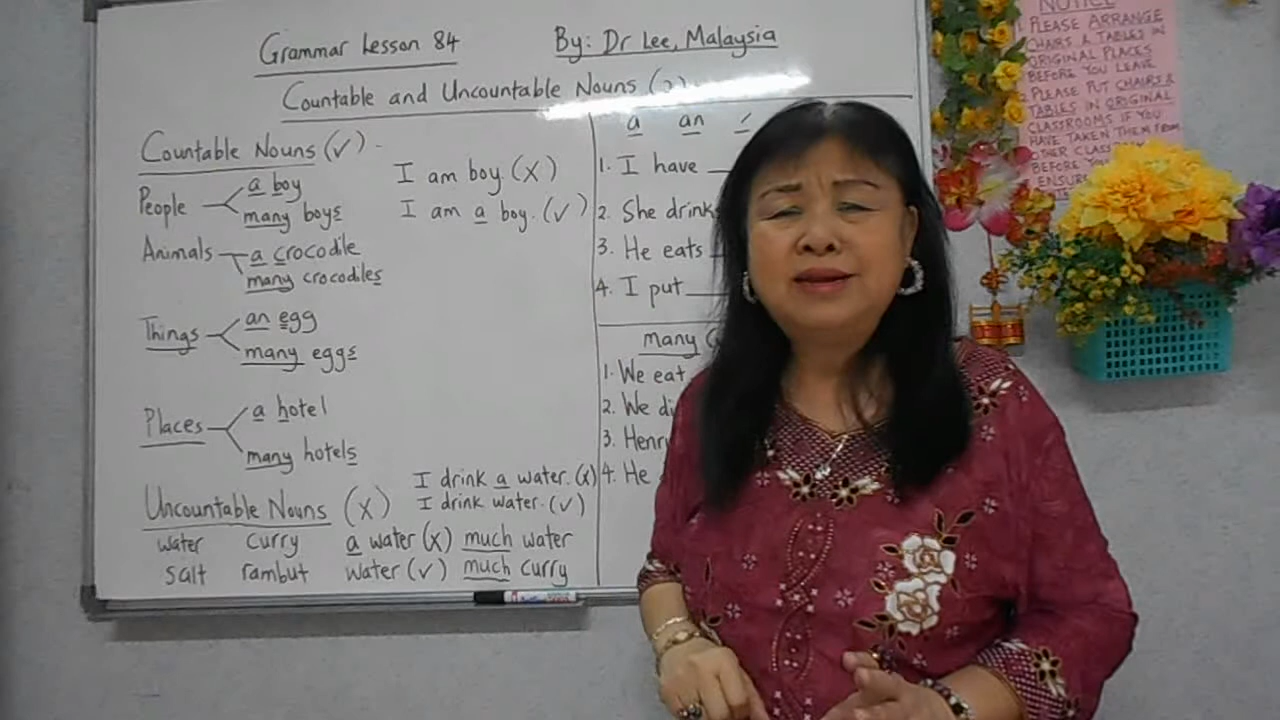 Grammar Lesson 84
By: Dr Lee, Malaysia
Countable and Uncountable Nouns
Countable Nouns (✓)
People
a boy
many boys
Animals
a crocodile
many crocodiles
Things
an egg
many eggs
Places
a hotel
many hotels
I am boy (X)
I am a boy. (✓)
Uncountable Nouns (X)
I drink a water. (x)
I drink water. (✓)
water curry a water (X) much water
salt rambut water (✓) much curry
a an
1. I have
2. She drinks
3. He eats
4. I put
many
1. We eat
2. We
3. Henry
4. He
NOTICE
PLEASE ARRANGE
CHAIRS & TABLES IN
ORIGINAL PLACES
BEFORE YOU LEAVE
PLEASE PUT CHAIRS &
TABLES IN ORIGINAL
CLASSROOMS IF YOU
HAVE TAKEN THEM FROM
OTHER
BEFORE
ENSURE